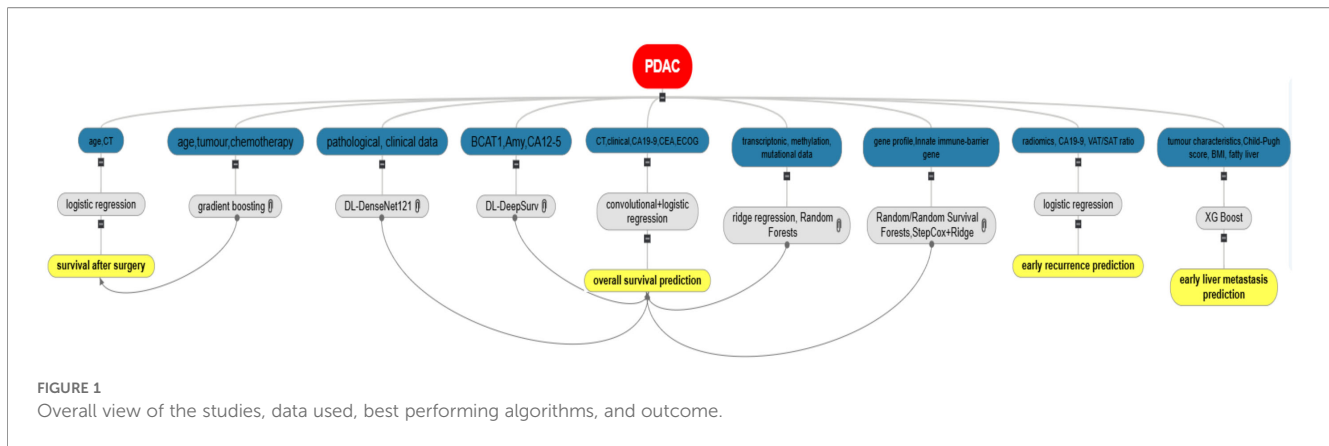 PDAC
age,CT
age,tumour,chemotherapy
pathological, clinical data
BCAT1,Amy,CA12-5
CT,clinical,CA19-9,CEA,ECOG
transcriptonic, methylation,
mutational data
gene profile,Innate immune-barrier
gene
radiomics, CA19-9, VAT/SAT ratio
tumour characteristics,Child-Pugh
score, BMI, fatty liver
logistic regression
gradient boosting
DL-DenseNet121
DL-DeepSurv
convolutional+logistic
regression
ridge regression, Random
Forests
Random/Random Survival
Forests,StepCox+Ridge
logistic regression
XG Boost
survival after surgery
overall survival prediction
early recurrence prediction
early liver metastasis
prediction
FIGURE 1
Overall view of the studies, data used, best performing algorithms, and outcome.